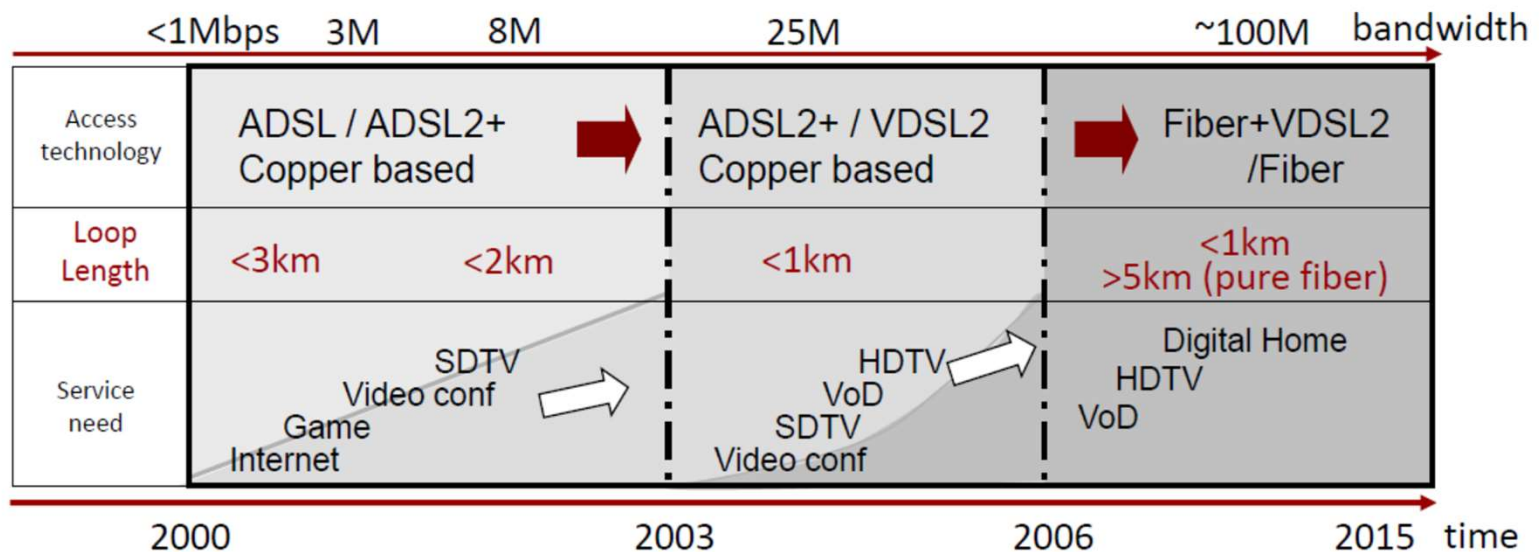 <1Mbps 3M 8M 25M ~100M bandwidth
Access
technology
ADSL / ADSL2+
Copper based
ADSL2+ / VDSL2
Copper based
Fiber+VDSL2
/Fiber
Loop
Length
<3km <2km <1km
<1km
>5km (pure fiber)
Service
need
SDTV
Video conf
Game
Internet
HDTV
VoD
SDTV
Video conf
Digital Home
HDTV
VoD
2000 2003 2006 2015 time